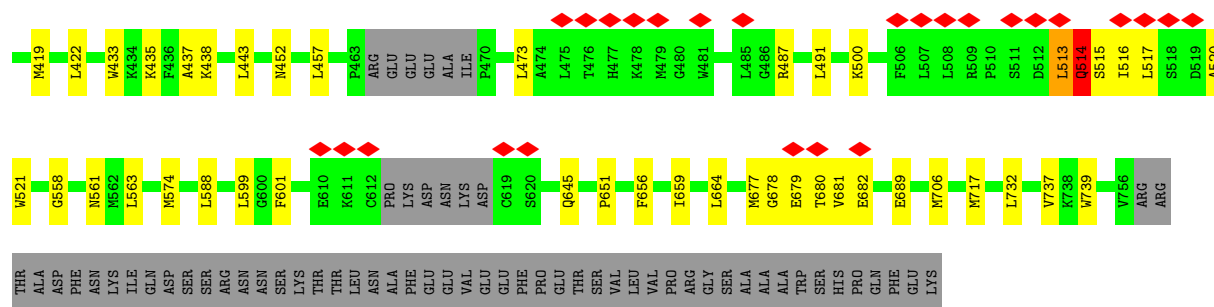 M419 L422 W433 K434 K435 F436 A437 K438 L443 N452 L457 P463 ARG GLU GLU GLU ALA ILE P470 L473 A474 L475 T476 H477 K478 M479 G480 W481 L485 G486 R487 L491 K500 F506 L507 L508 R509 P510 S511 D512 L513 Q514 S515 I516 L517 S518 D519
W521 G558 N561 M562 L563 M574 L588 L599 G600 F601 E610 K611 C612 PRO LYS ASP ASN LYS ASP C619 S620 Q645 P651 F656 I659 L664 M677 G678 E679 T680 V681 E682 E689 M706 M717 L732 V737 K738 W739 V756 ARG ARG
THR ALA ASP PHE ASN LYS ILE GLN ASP SER SER ARG ASN ASN SER LYS THR THR LEU ASN ALA PHE GLU GLU VAL GLU GLU PHE PRO GLU THR SER VAL LEU VAL PRO ARG GLY SER ALA ALA ALA TRP SER HIS PRO GLN PHE GLU LYS